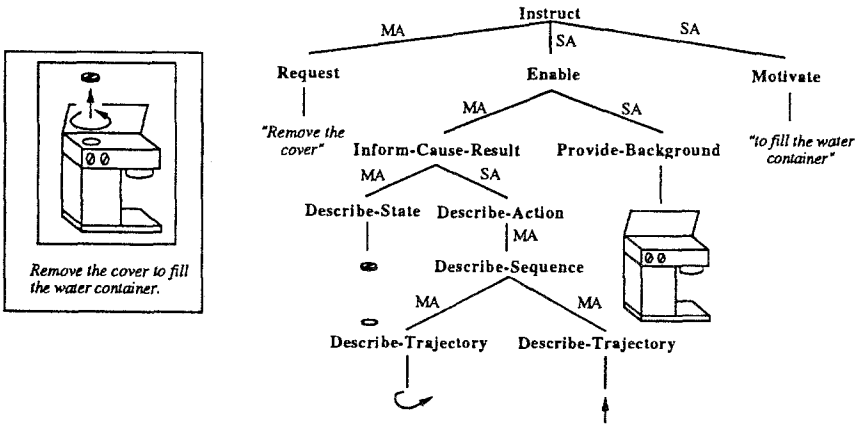 Remove the cover to fill
the water container.
Instruct
MA
SA
SA
Request
Enable
Motivate
"Remove the
cover"
MA
SA
"to fill the water
container"
Inform-Cause-Result
Provide-Background
MA
SA
Describe-State
Describe-Action
MA
Describe-Sequence
MA
MA
Describe-Trajectory
Describe-Trajectory